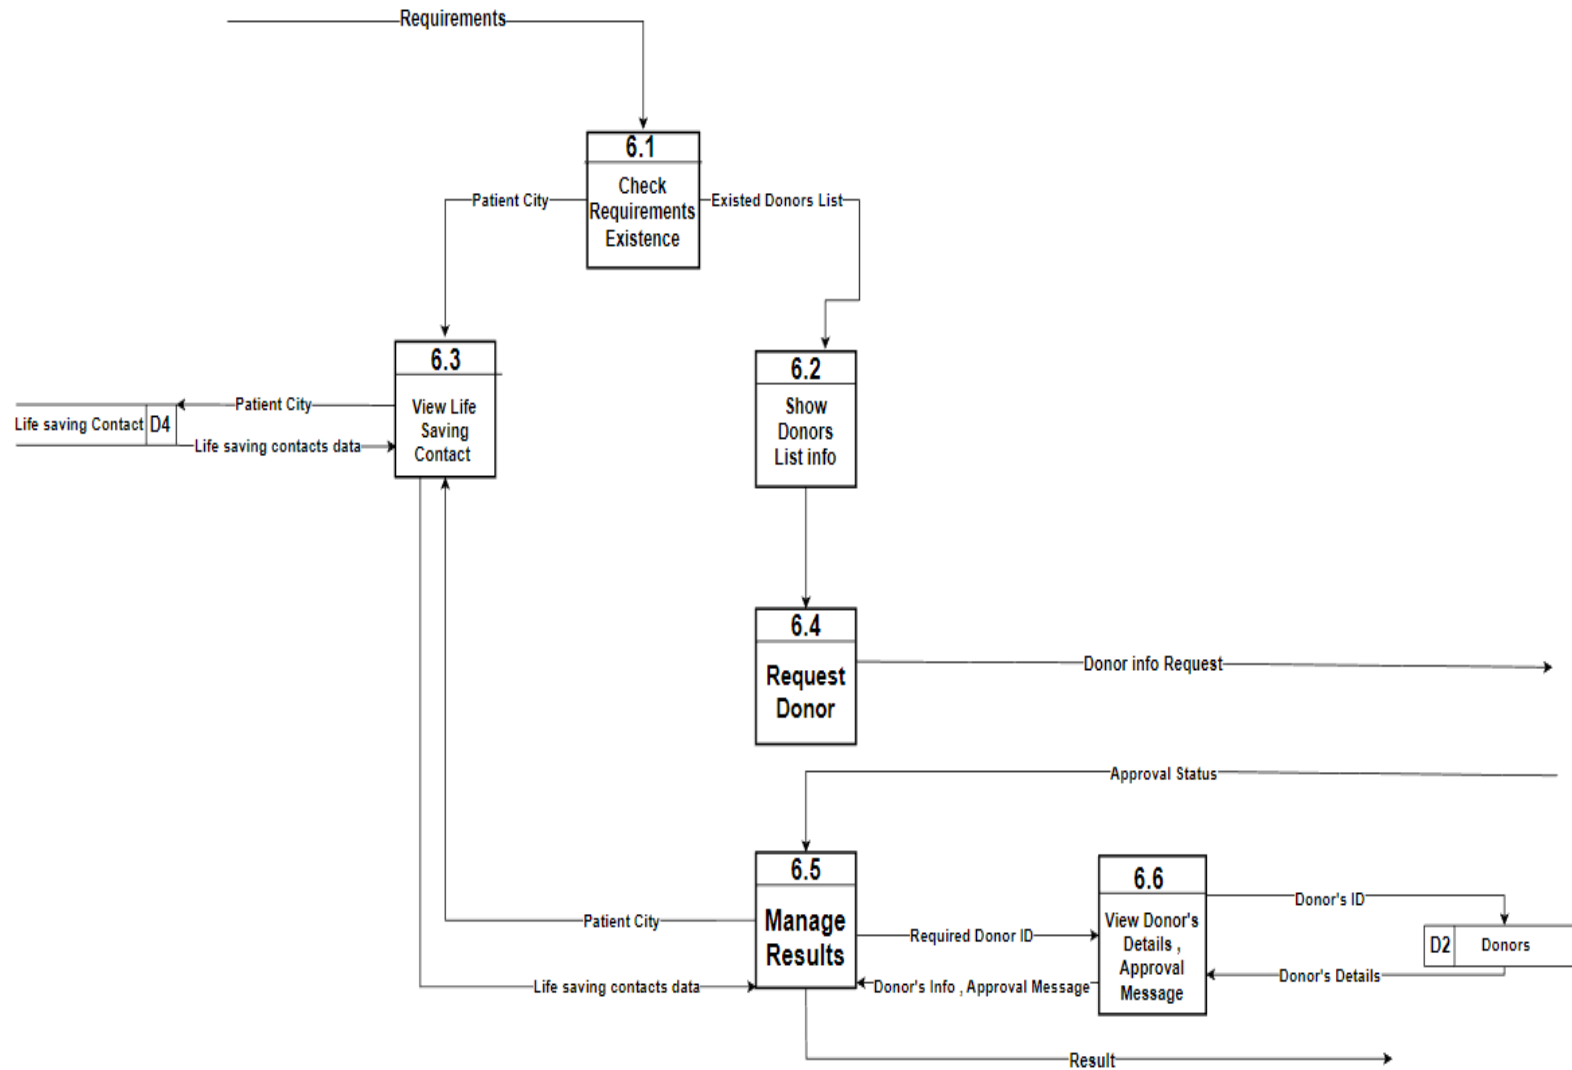 Requirements
6.1
Check
Requirements
Existence
Patient City
Existed Donors List
6.3
View Life
Saving
Contact
6.2
Show
Donors
List info
Patient City
Life saving Contact D4
Life saving contacts data
6.4
Request
Donor
Donor info Request
Approval Status
6.5
Manage
Results
6.6
View Donor's
Details ,
Approval
Message
Donor's ID
Patient City
Required Donor ID
D2 Donors
Donor's Details
Life saving contacts data
Donor's Info , Approval Message
Result